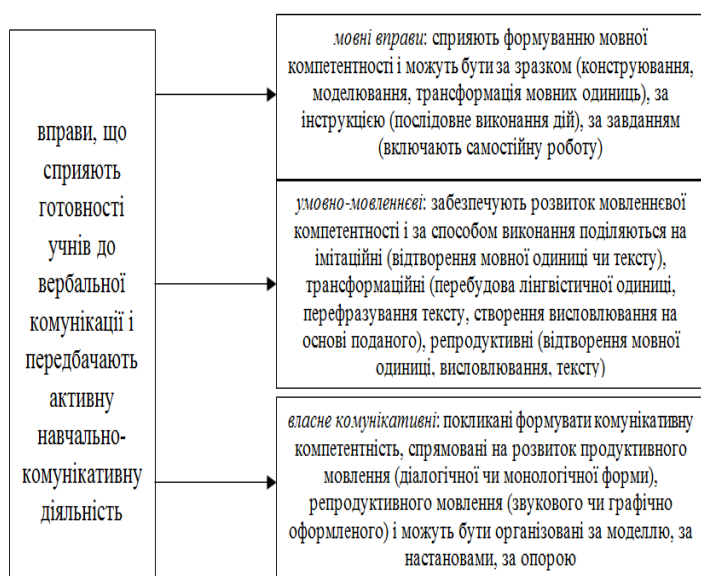 вправи, що
сприяють
готовності
учнів до
вербальної
комунікації і
передбачають
активну
навчально-
комунікативну
діяльність
мовні вправи: сприяють формуванню мовної
компетентності і можуть бути за зразком (конструювання,
моделювання, трансформація мовних одиниць), за
інструкцією (послідовне виконання дій), за завданням
(включають самостійну роботу)
умовно-мовленнєві: забезпечують розвиток мовленнєвої
компетентності і за способом виконання поділяються на
імітаційні (відтворення мовної одиниці чи тексту),
трансформаційні (перебудова лінгвістичної одиниці,
перефразування тексту, створення висловлювання на
основі поданого), репродуктивні (відтворення мовної
одиниці, висловлювання, тексту)
власне комунікативні: покликані формувати комунікативну
компетентність, спрямовані на розвиток продуктивного
мовлення (діалогічної чи монологічної форми),
репродуктивного мовлення (звукового чи графічно
оформленого) і можуть бути організовані за моделлю, за
настановами, за опорою